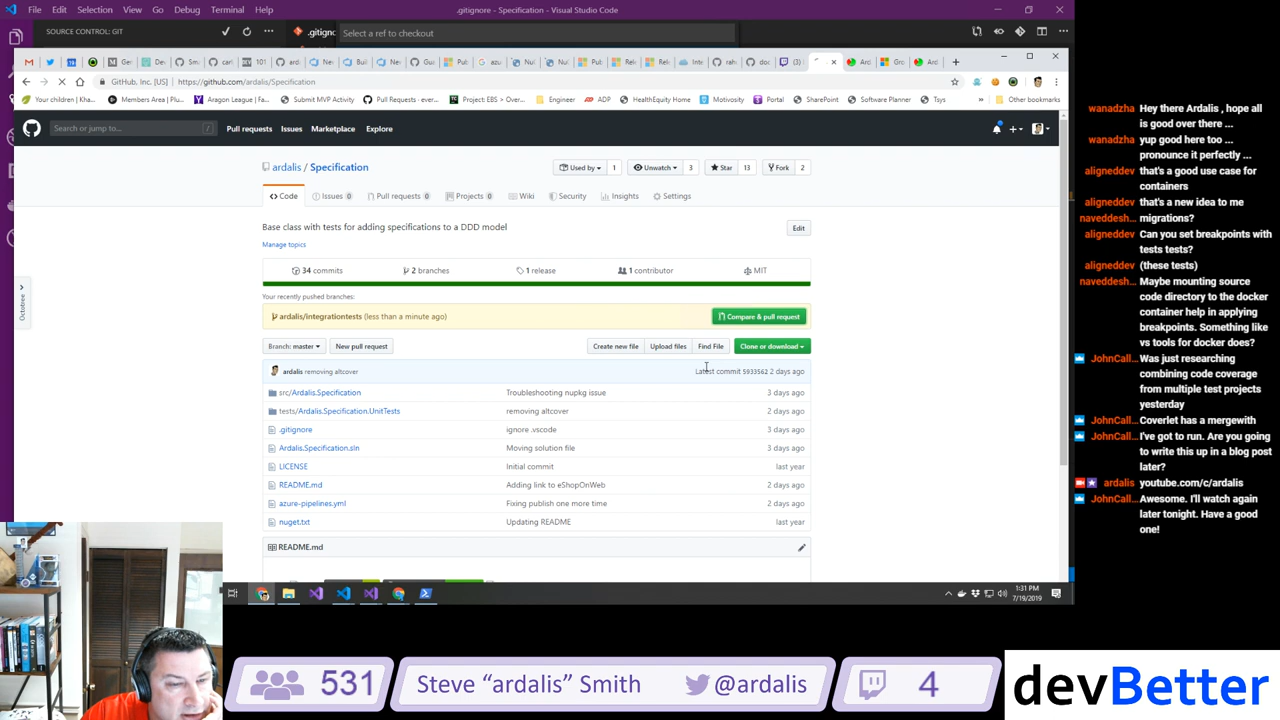 File Edit Selection View Go Debug Terminal Help
.gitignore - Specification - Visual Studio Code
SOURCE CONTROL: GIT
.gitignc
Select a ref to checkout
GitHub, Inc. [US] https://github.com/ardalis/Specification
Your children | Kha...
Members Area | Plu...
Aragon League | Fa...
Submit MVP Activity
Pull Requests · ever...
Project: EBS > Over...
Engineer
ADP
HealthEquity Home
Motivosity
Portal
SharePoint
Software Planner
Tsys
»
Other bookmarks
Search or jump to...
/
Pull requests Issues Marketplace Explore
ardalis / Specification
Used by 1
Unwatch 3
Star 13
Fork 2
Code Issues 0 Pull requests 0 Projects 0 Wiki Security Insights Settings
Base class with tests for adding specifications to a DDD model
Edit
Manage topics
34 commits 2 branches 1 release 1 contributor MIT
Your recently pushed branches:
ardalis/integrationtests (less than a minute ago)
Compare & pull request
Branch: master
New pull request
Create new file Upload files Find File
Clone or download
ardalis removing altcover
Latest commit 5933562 2 days ago
src/Ardalis.Specification Troubleshooting nupkg issue 3 days ago
tests/Ardalis.Specification.UnitTests removing altcover 2 days ago
.gitignore ignore .vscode 3 days ago
Ardalis.Specification.sln Moving solution file 3 days ago
LICENSE Initial commit last year
README.md Adding link to eShopOnWeb 2 days ago
azure-pipelines.yml Fixing publish one more time 2 days ago
nuget.txt Updating README last year
README.md
Octotree
1:31 PM
7/19/2019
wanadzha Hey there Ardalis , hope all
is good over there ...
wanadzha yup good here too ...
pronounce it perfectly ...
aligneddev that's a good use case for
containers
aligneddev that's a new idea to me
naveddesh... migrations?
aligneddev Can you set breakpoints with
tests tests?
aligneddev (these tests)
naveddesh... Maybe mounting source
code directory to the docker
container help in applying
breakpoints. Something like
vs tools for docker does?
JohnCall... Was just researching
combining code coverage
from multiple test projects
yesterday
JohnCall... Coverlet has a mergewith
JohnCall... I've got to run. Are you going
to write this up in a blog post
later?
ardalis youtube.com/c/ardalis
JohnCall... Awesome. I'll watch again
later tonight. Have a good
one!
531
Steve “ardalis” Smith
@ardalis
4
devBetter